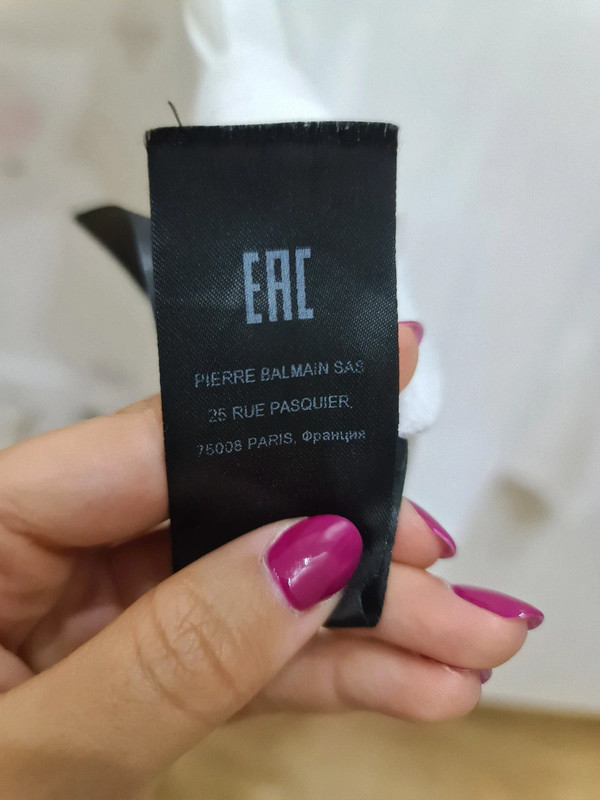 EAC
PIERRE BALMAIN SAS
25 RUE PASQUIER,
75008 PARIS, Франция